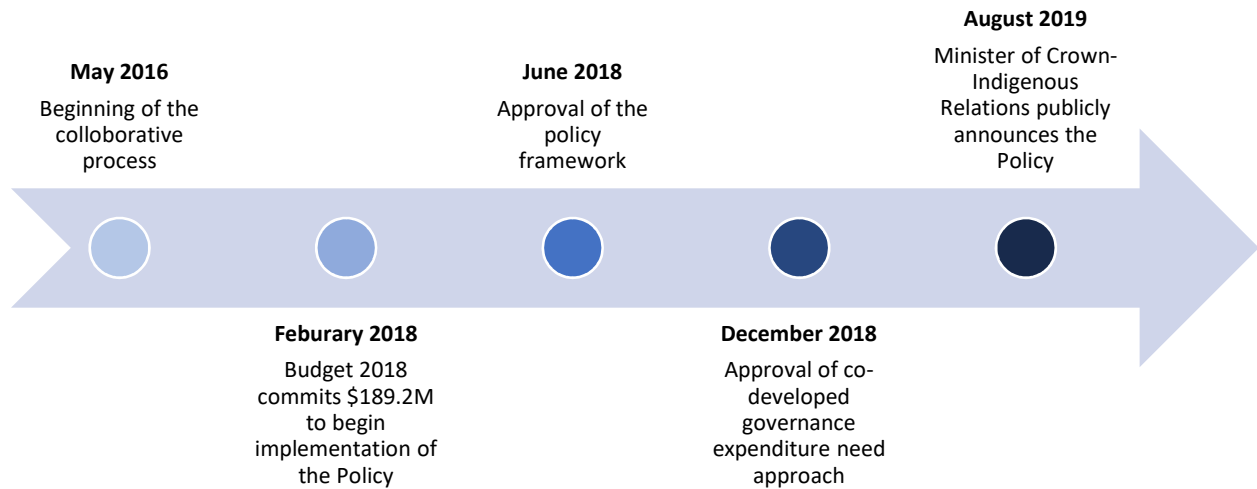 May 2016
Beginning of the
colloborative
process
Feburary 2018
Budget 2018
commits $189.2M
to begin
implementation of
the Policy
June 2018
Approval of the
policy
framework
December 2018
Approval of co-
developed
governance
expenditure need
approach
August 2019
Minister of Crown-
Indigenous
Relations publicly
announces the
Policy